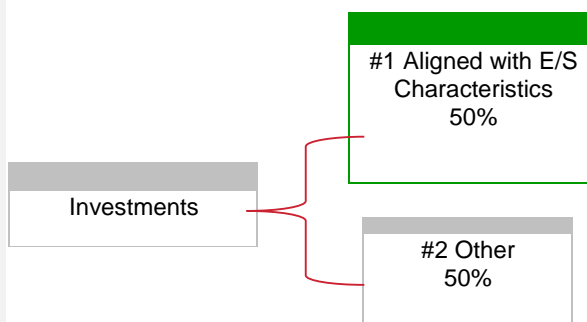 #1 Aligned with E/S
Characteristics
50%
Investments
#2 Other
50%